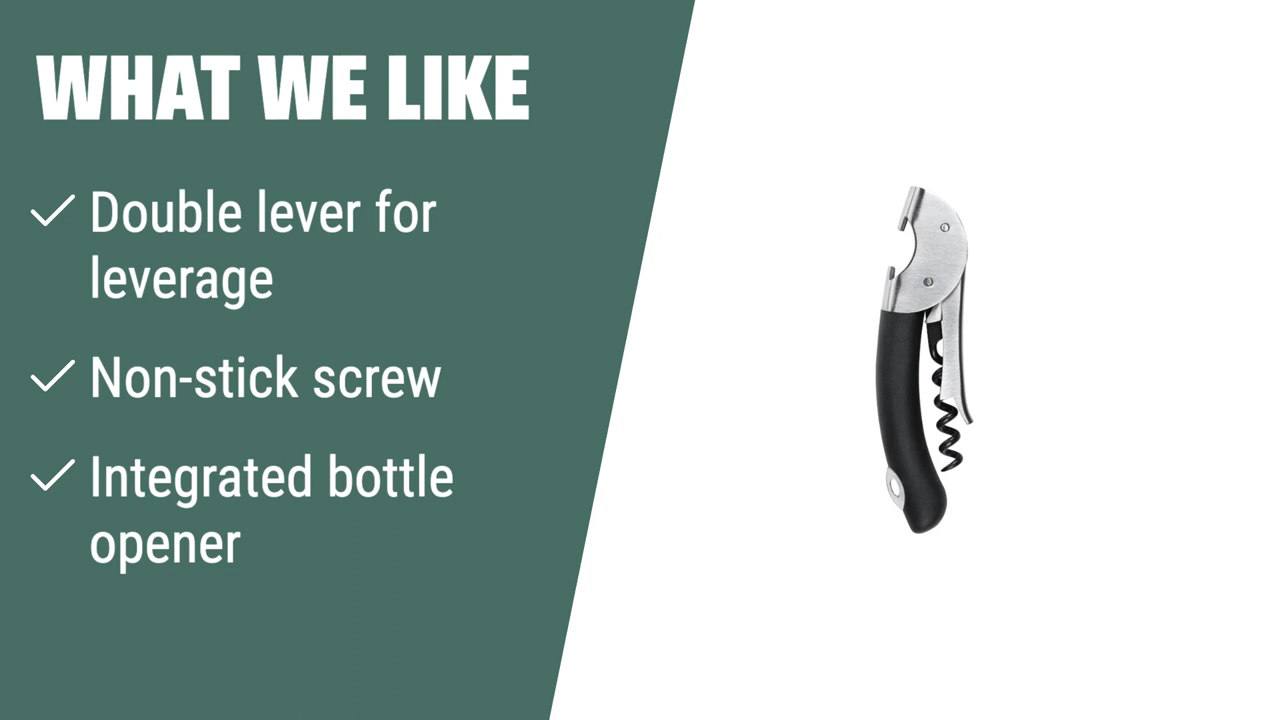 WHAT WE LIKE
Double lever for
leverage
Non-stick screw
Integrated bottle
opener